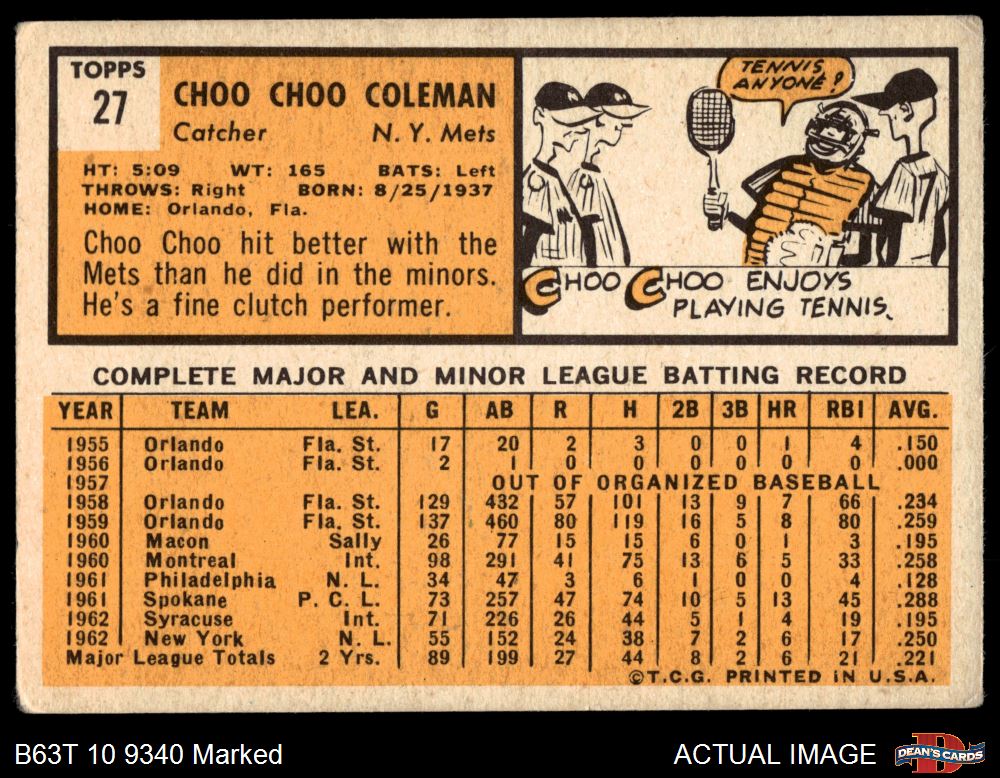 TOPPS
27
CHOO CHOO COLEMAN
Catcher N. Y. Mets
HT: 5:09 WT: 165 BATS: Left
THROWS: Right BORN: 8/25/1937
HOME: Orlando, Fla.
Choo Choo hit better with the
Mets than he did in the minors.
He's a fine clutch performer.
TENNIS
ANYONE?
CHOO CHOO ENJOYS
PLAYING TENNIS.
COMPLETE MAJOR AND MINOR LEAGUE BATTING RECORD
YEAR TEAM LEA. G AB R H 2B 3B HR RBI AVG.
1955 Orlando Fla. St. 17 20 2 3 0 0 1 4 .150
1956 Orlando Fla. St. 2 1 0 0 0 0 0 0 .000
1957 OUT OF ORGANIZED BASEBALL
1958 Orlando Fla. St. 129 432 57 101 13 9 7 66 .234
1959 Orlando Fla. St. 137 460 80 119 16 5 8 80 .259
1960 Macon Sally 26 77 15 15 6 0 1 3 .195
1960 Montreal Int. 98 291 41 75 13 6 5 33 .258
1961 Philadelphia N. L. 34 47 3 6 1 0 0 4 .128
1961 Spokane P. C. L. 73 257 47 74 10 5 13 45 .288
1962 Syracuse Int. 71 226 26 44 5 1 4 19 .195
1962 New York N. L. 55 152 24 38 7 2 6 17 .250
Major League Totals 2 Yrs. 89 199 27 44 8 2 6 21 .221
©T.C.G. PRINTED IN U.S.A.
B63T 10 9340 Marked
ACTUAL IMAGE
DEAN'S CARDS